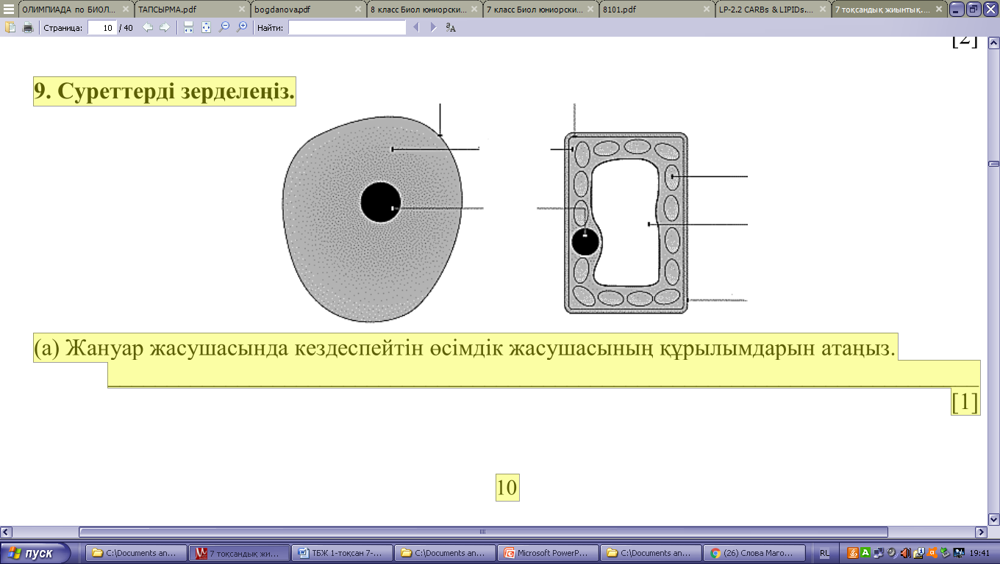 ОЛИМПИАДА по БИОЛ...
ТАПСЫРМА.pdf
bogdanova.pdf
8 класс Биол юниорски...
7 класс Биол юниорски...
8101.pdf
LP-2.2 CARBs & LIPIDs....
7 тоқсандық жиынтық....
Страница: 10 / 40
Найти:
[2]
9. Суреттерді зерделеңіз.
(a) Жануар жасушасында кездеспейтін өсімдік жасушасының құрылымдарын атаңыз.
[1]
10
пуск
C:\Documents an...
7 тоқсандық жи...
ТБЖ 1-тоқсан 7-...
C:\Documents an...
Microsoft PowerP...
C:\Documents an...
(26) Слова Маго...
RL
19:41